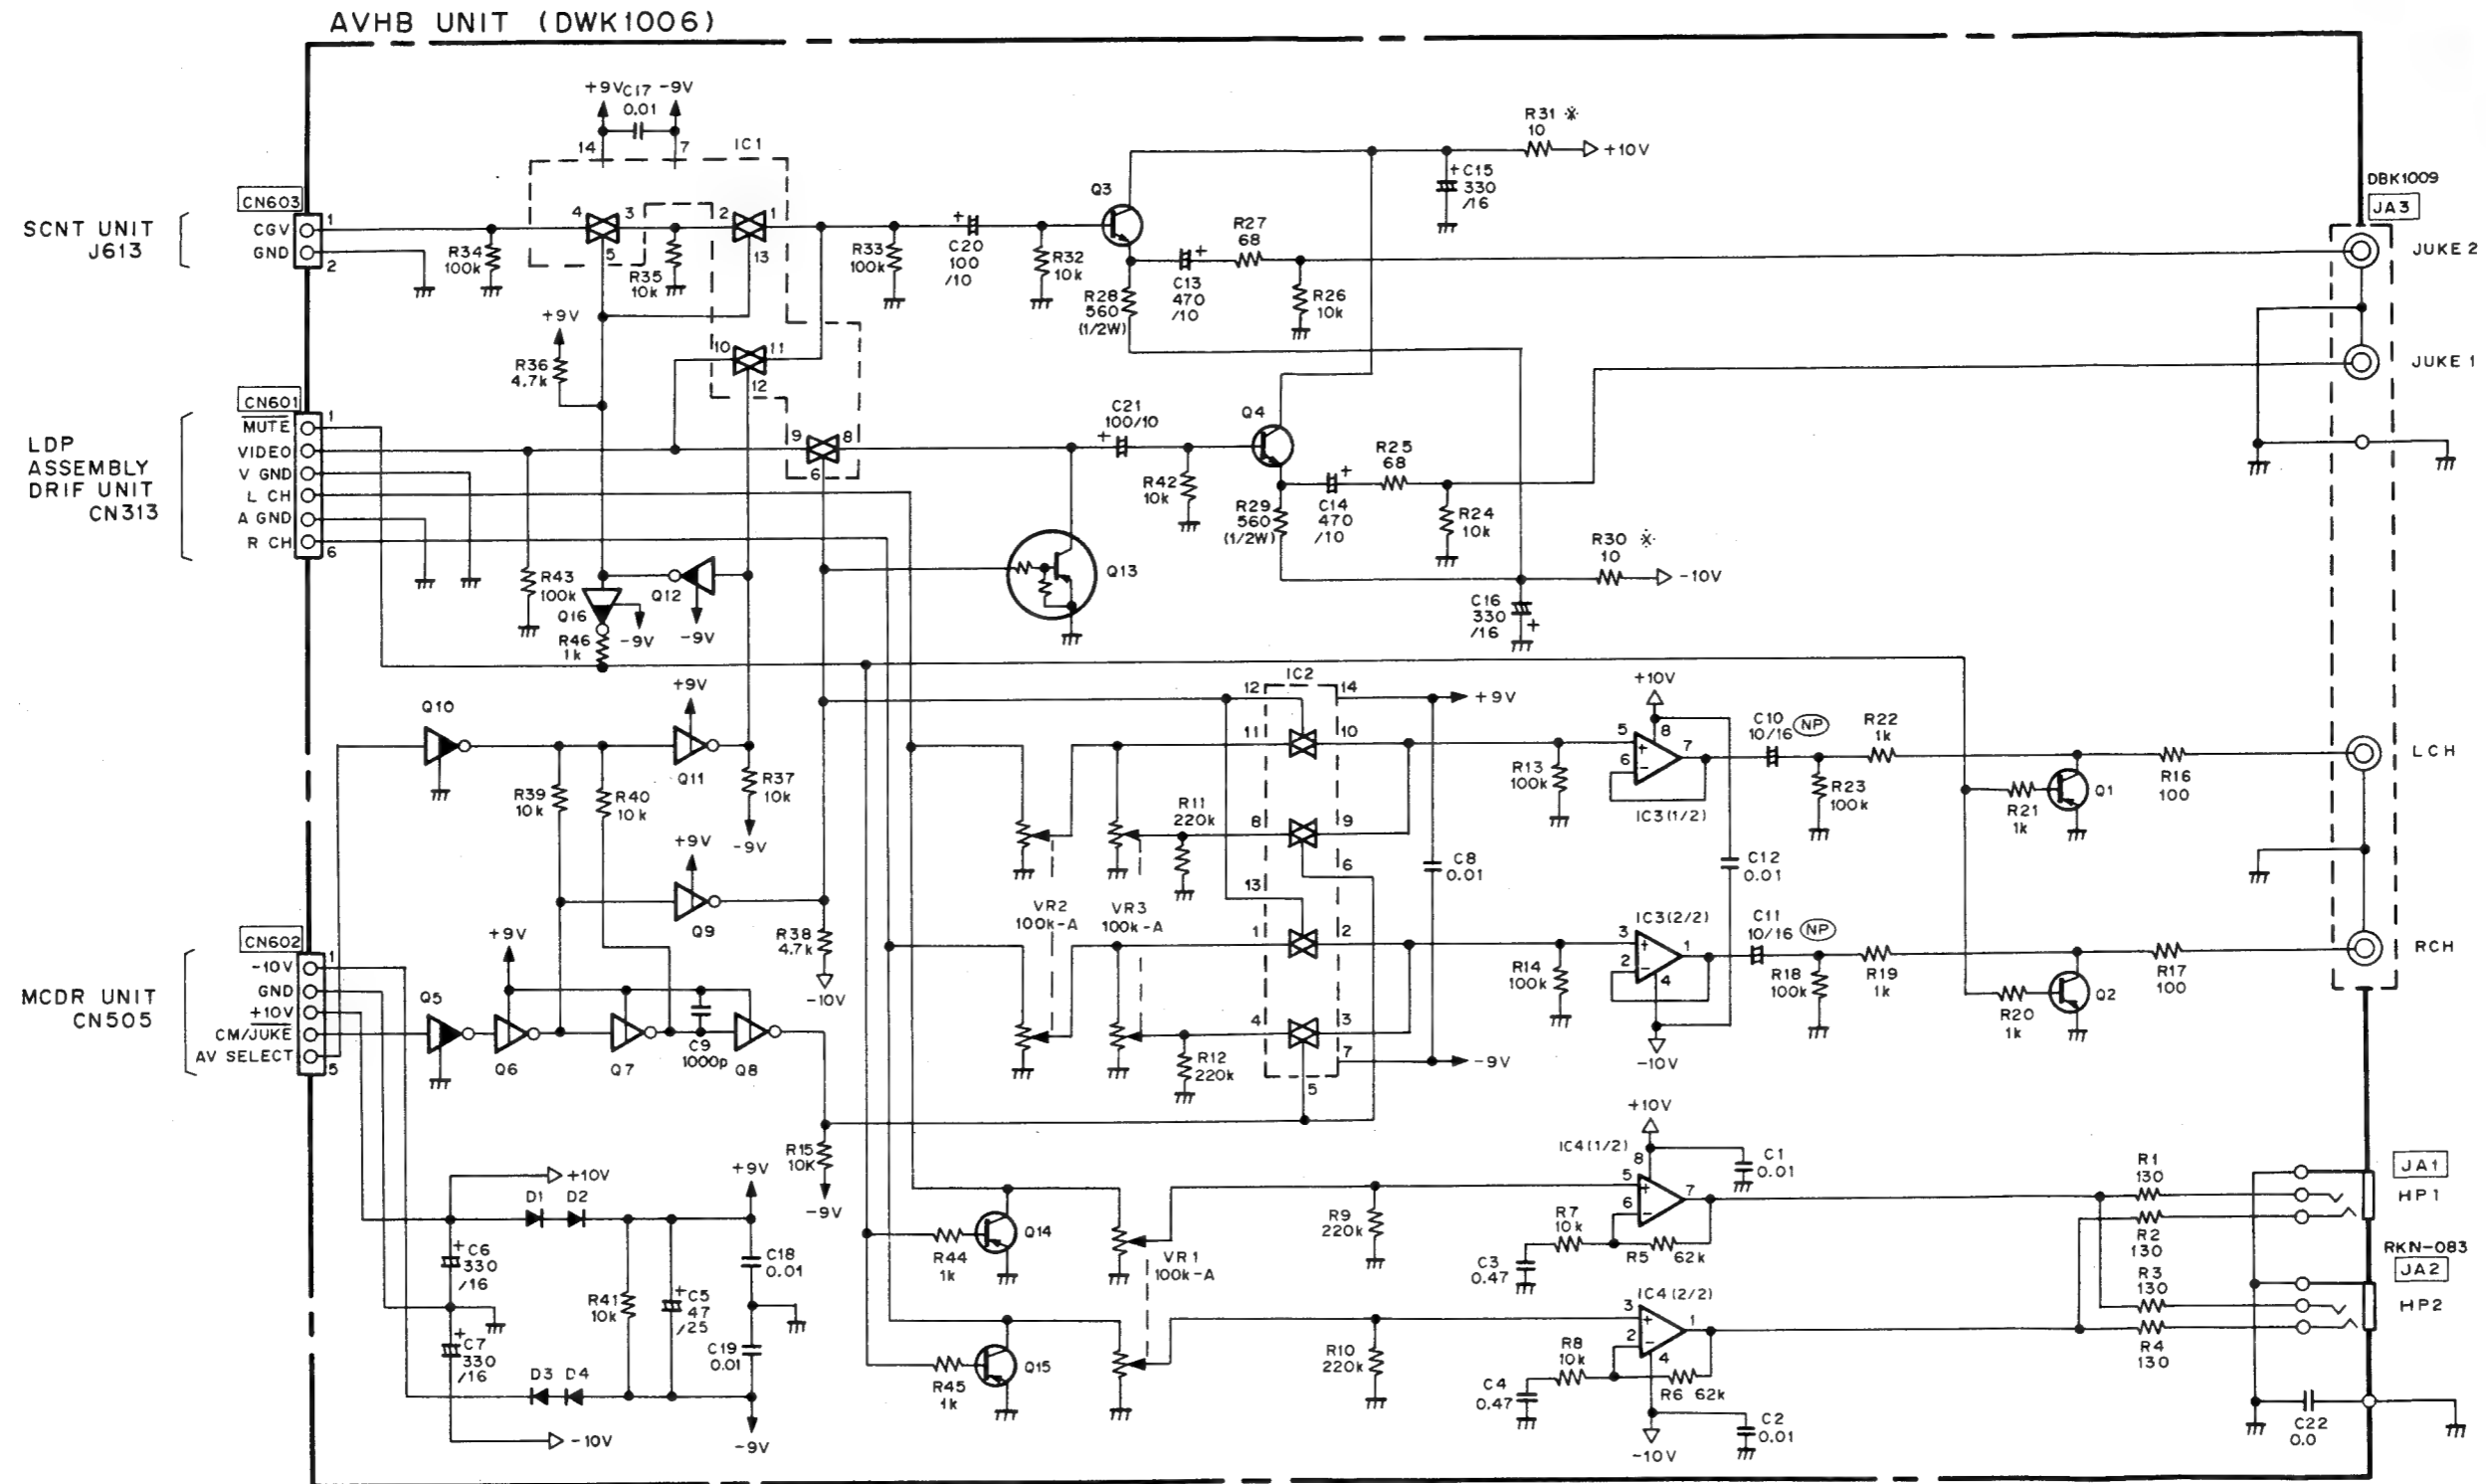 AVHB UNIT (DWK1006)
+9V C17 -9V
0.01
14 7 IC1
R31 ※
10
+10V
+ C15
330
/16
DBK1009
JA3
SCNT UNIT
J613
CN603
1
CGV
GND
2
R34
100k
4 3
5
R35
10k
2 1
13
R33
100k
+
C20
100
/10
R32
10k
Q3
R28
560
(1/2W)
C13 +
470
/10
R27
68
R26
10k
JUKE 2
JUKE 1
+9V
R36
4.7k
10 11
12
LDP
ASSEMBLY
DRIF UNIT
CN313
CN601
1
MUTE
VIDEO
V GND
L CH
A GND
R CH
6
9 8
6
C21
100/10
+
R42
10k
Q4
R29
560
(1/2W)
C14 +
470
/10
R25
68
R24
10k
R30 ※
10
-10V
C16
330
/16
+
R43
100k
Q16
Q12
-9V
-9V
R46
1k
Q13
Q10
+9V
Q11
R37
10k
-9V
R39
10k
R40
10k
+9V
Q9
R38
4.7k
-10V
IC2
12 14
+9V
11 10
8 9
6
13
1 2
4 3
7
5
-9V
R11
220k
VR2
100k-A
VR3
100k-A
R12
220k
C8
0.01
R13
100k
R14
100k
+10V
5 8
+
6 -
7
IC3(1/2)
C12
0.01
C10 NP
10/16
R22
1k
R23
100k
R21
1k
Q1
R16
100
L CH
IC3(2/2)
3 +
2 -
1
4
-10V
C11 NP
10/16
R18
100k
R19
1k
R20
1k
Q2
R17
100
RCH
MCDR UNIT
CN505
CN602
1
-10V
GND
+10V
CM/JUKE
AV SELECT
5
Q5
+9V
Q6
Q7
C9
1000p
Q8
R15
10K
-9V
+10V
D1 D2
+9V
+ C6
330
/16
+ C7
330
/16
R41
10k
+ C5
47
/25
C18
0.01
C19
0.01
D3 D4
-9V
-10V
R44
1k
Q14
R45
1k
Q15
VR1
100k-A
R9
220k
R10
220k
+10V
IC4(1/2)
8
5 +
6 -
7
C1
0.01
R7
10k
R5 62k
C3
0.47
IC4(2/2)
3 +
2 -
1
4
R8
10k
R6 62k
C4
0.47
C2
0.01
-10V
R1
130
R2
130
R3
130
R4
130
JA1
HP1
RKN-083
JA2
HP2
C22
0.0